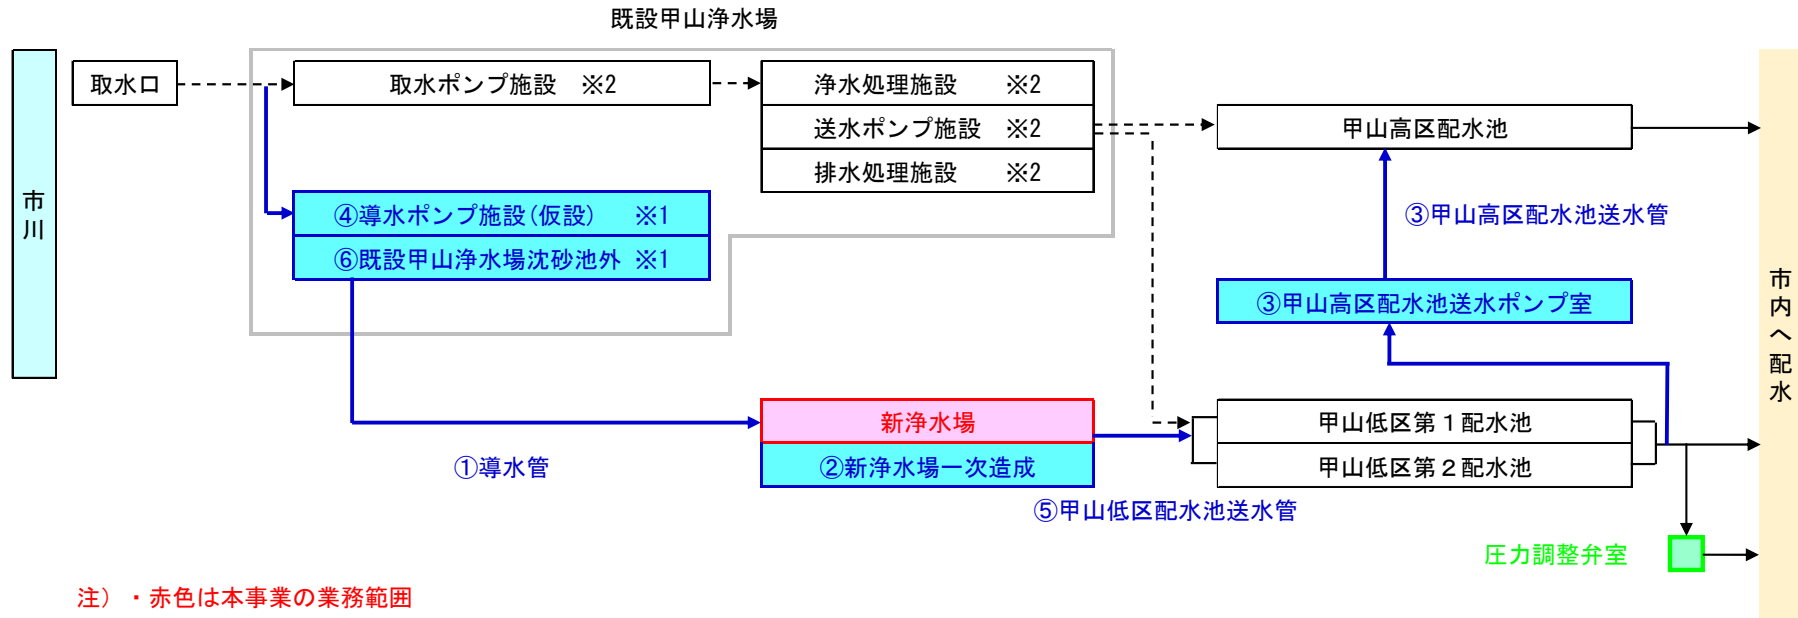 既設甲山浄水場
市川
取水口
取水ポンプ施設 ※2
浄水処理施設 ※2
送水ポンプ施設 ※2
排水処理施設 ※2
甲山高区配水池
④導水ポンプ施設(仮設) ※1
⑥既設甲山浄水場沈砂池外 ※1
③甲山高区配水池送水管
③甲山高区配水池送水ポンプ室
市内へ配水
新浄水場
②新浄水場一次造成
甲山低区第1配水池
甲山低区第2配水池
①導水管
⑤甲山低区配水池送水管
圧力調整弁室
注）・赤色は本事業の業務範囲